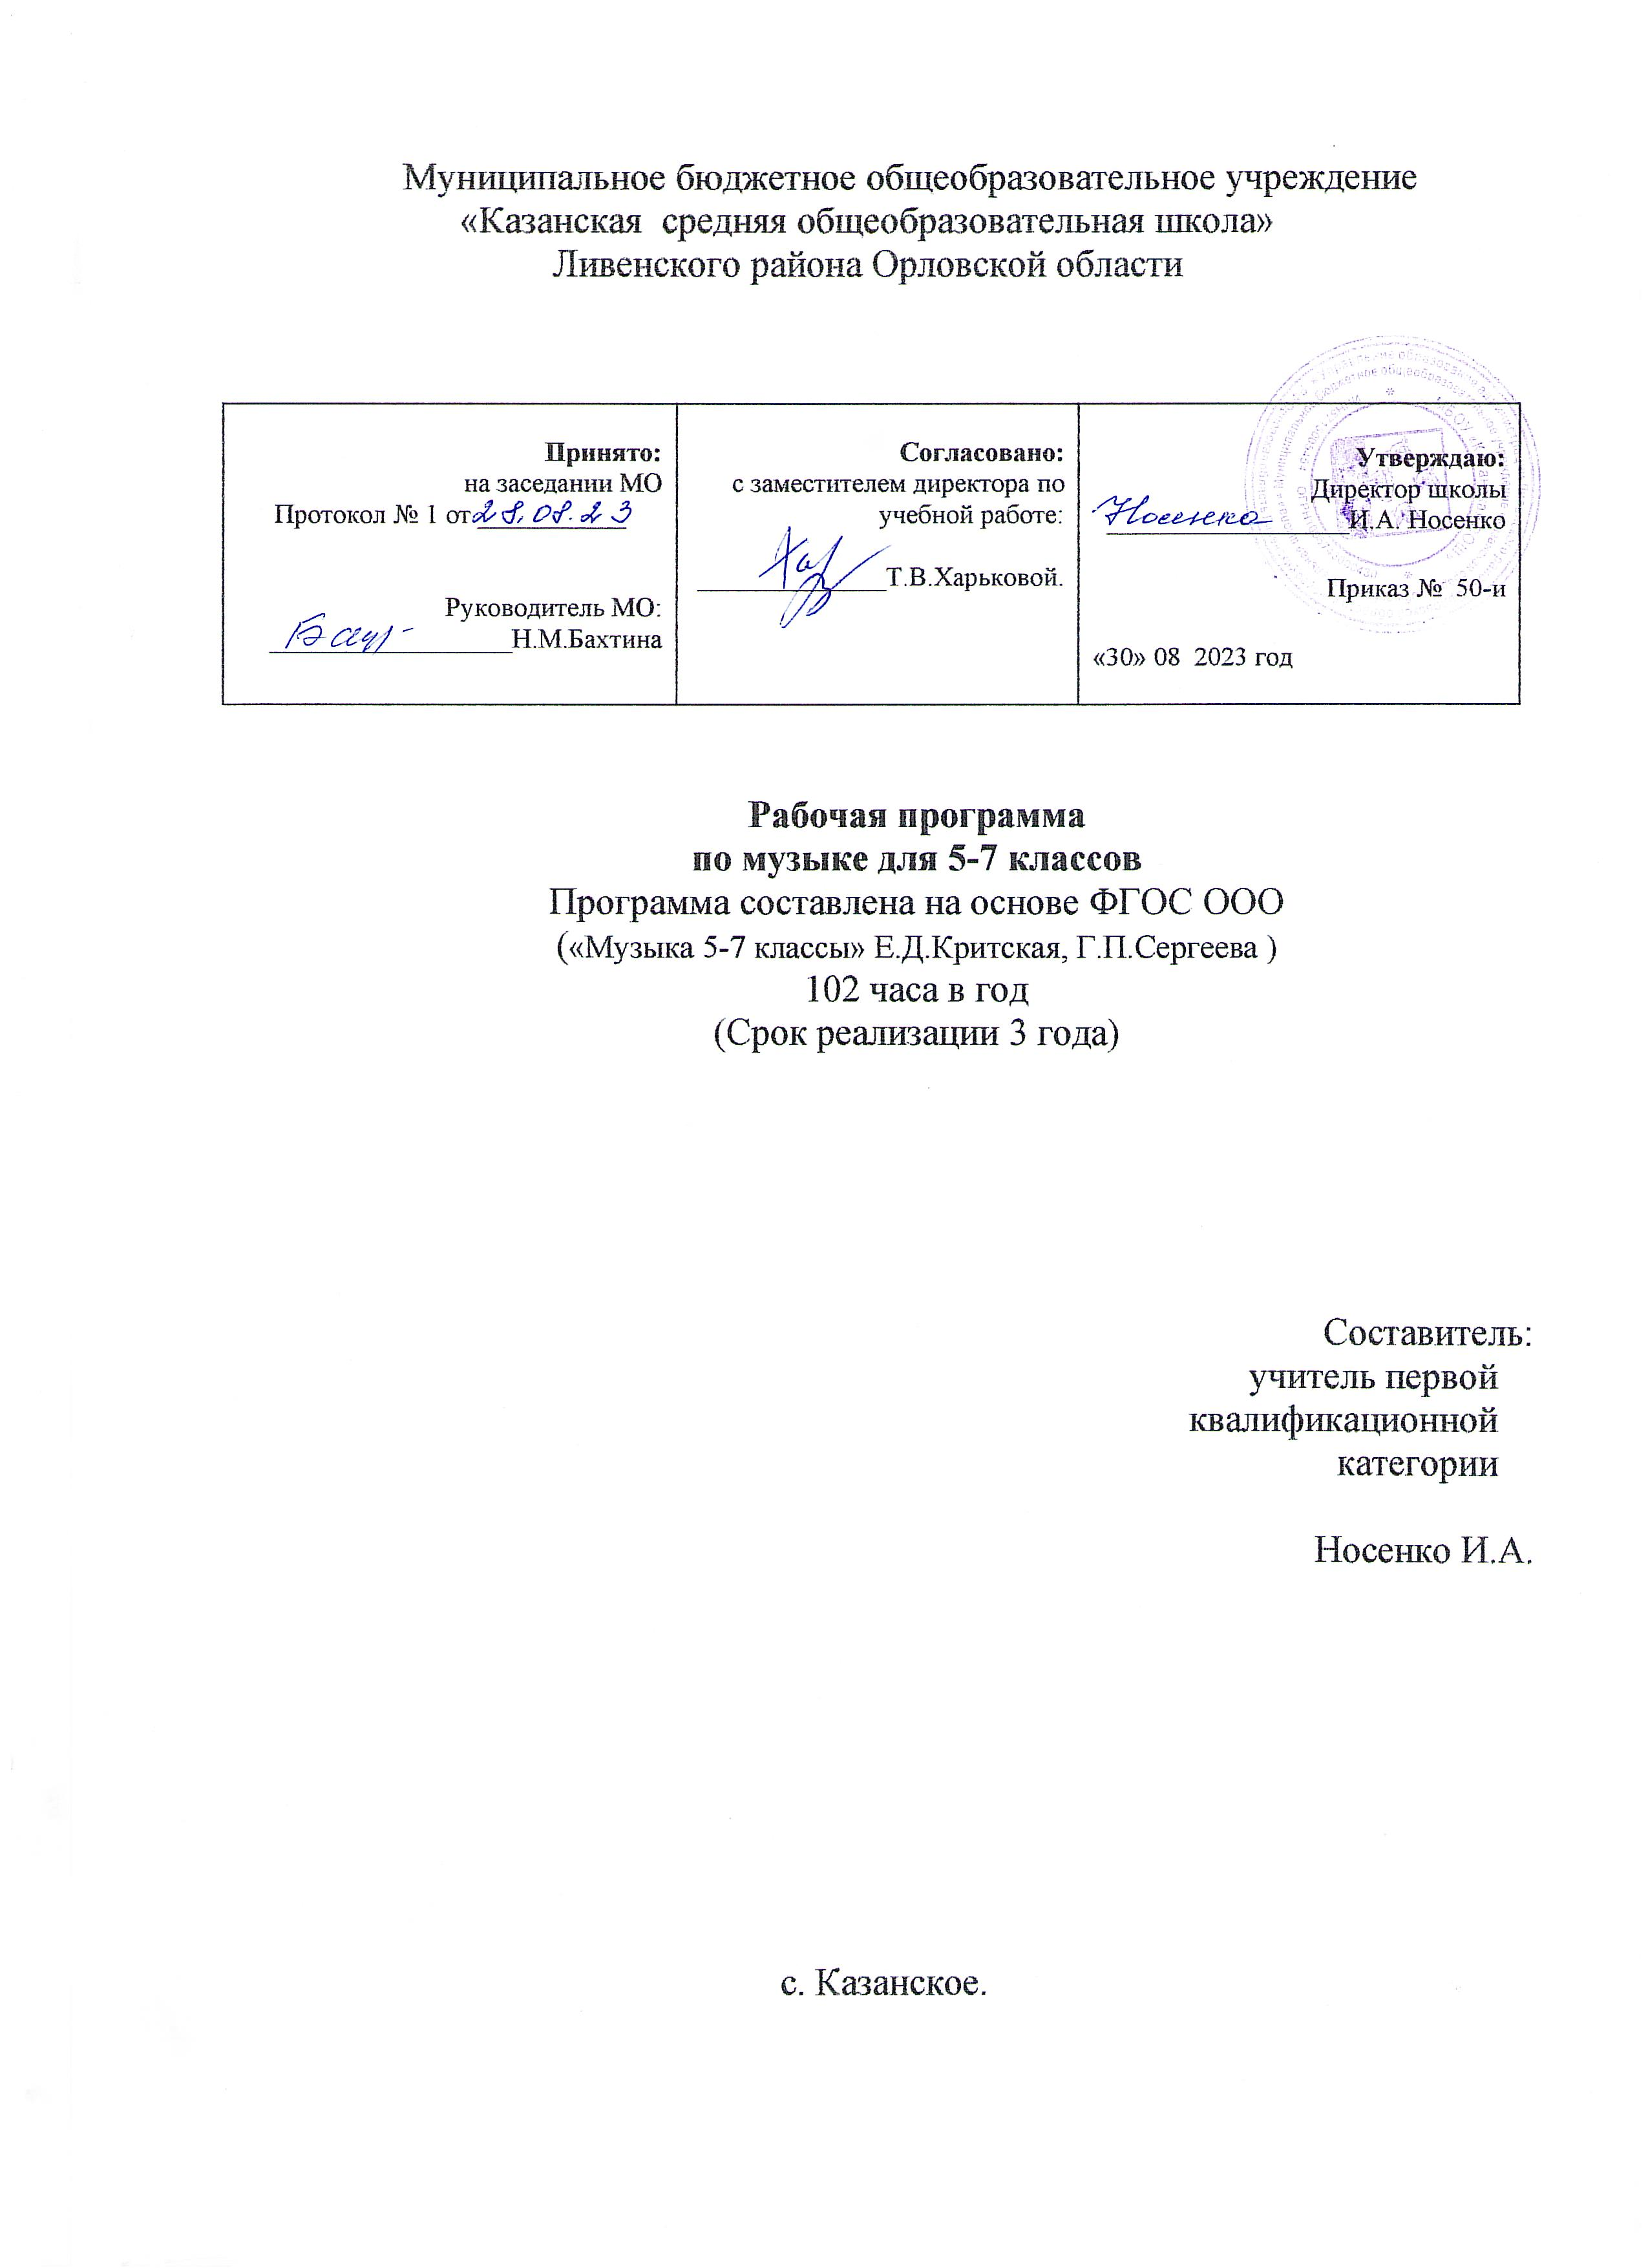 Муниципальное бюджетное общеобразовательное учреждение
«Казанская средняя общеобразовательная школа»
Ливенского района Орловской области
Принято:
на заседании МО
Протокол № 1 от 28.08.23
Руководитель МО:
Н.М.Бахтина
Согласовано:
с заместителем директора по
учебной работе:
Т.В.Харьковой.
Утверждаю:
Директор школы
Носенко И.А. Носенко
Приказ № 50-и
«30» 08 2023 год
Рабочая программа
по музыке для 5-7 классов
Программа составлена на основе ФГОС ООО
(«Музыка 5-7 классы» Е.Д.Критская, Г.П.Сергеева )
102 часа в год
(Срок реализации 3 года)
Составитель:
учитель первой
квалификационной
категории
Носенко И.А.
с. Казанское.